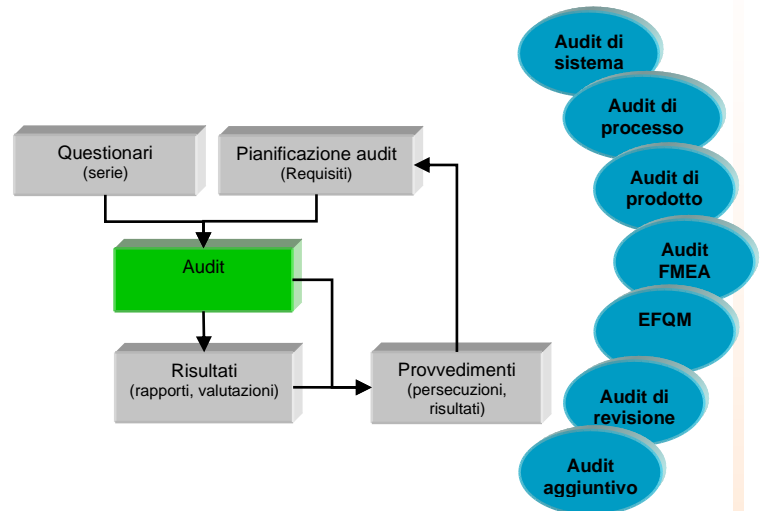 Questionari
(serie)
Pianificazione audit
(Requisiti)
Audit
Risultati
(rapporti, valutazioni)
Provvedimenti
(persecuzioni,
risultati)
Audit di
sistema
Audit di
processo
Audit di
prodotto
Audit
FMEA
EFQM
Audit di
revisione
Audit
aggiuntivo